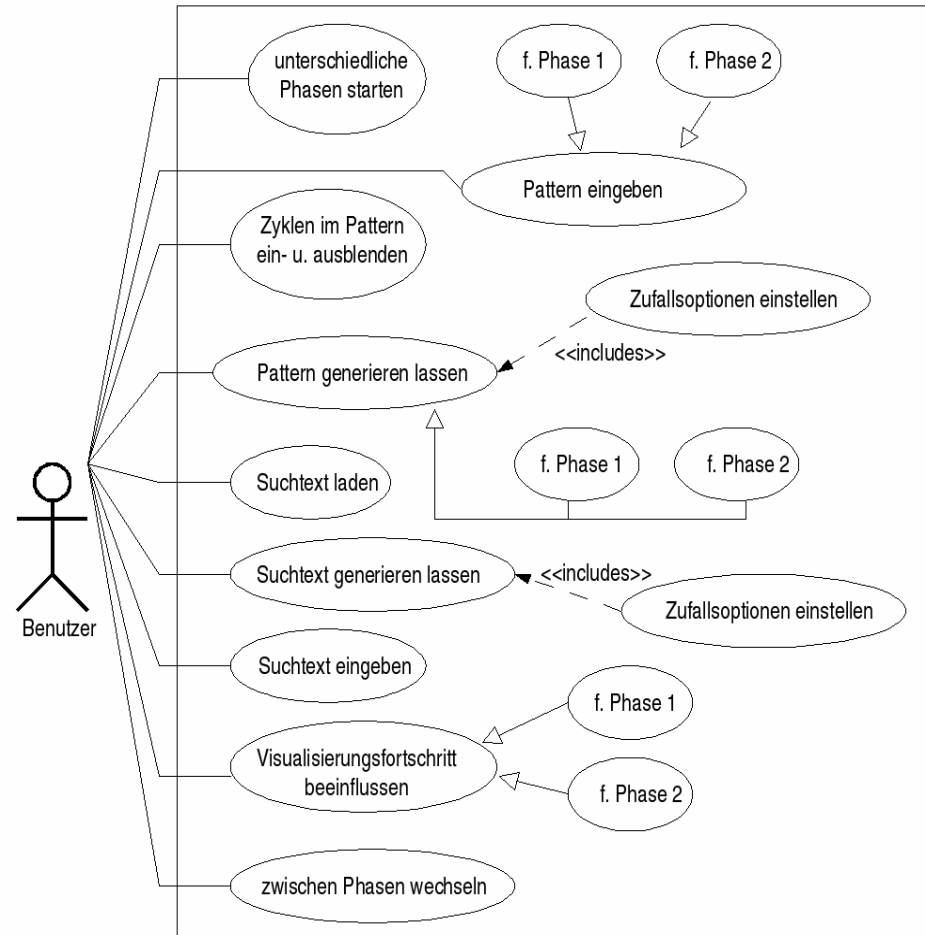 unterschiedliche
Phasen starten
f. Phase 1
f. Phase 2
Pattern eingeben
Zyklen im Pattern
ein- u. ausblenden
Zufallsoptionen einstellen
<<includes>>
Pattern generieren lassen
f. Phase 1
f. Phase 2
Suchtext laden
Suchtext generieren lassen
<<includes>>
Zufallsoptionen einstellen
Benutzer
Suchtext eingeben
f. Phase 1
Visualisierungsfortschritt
beeinflussen
f. Phase 2
zwischen Phasen wechseln